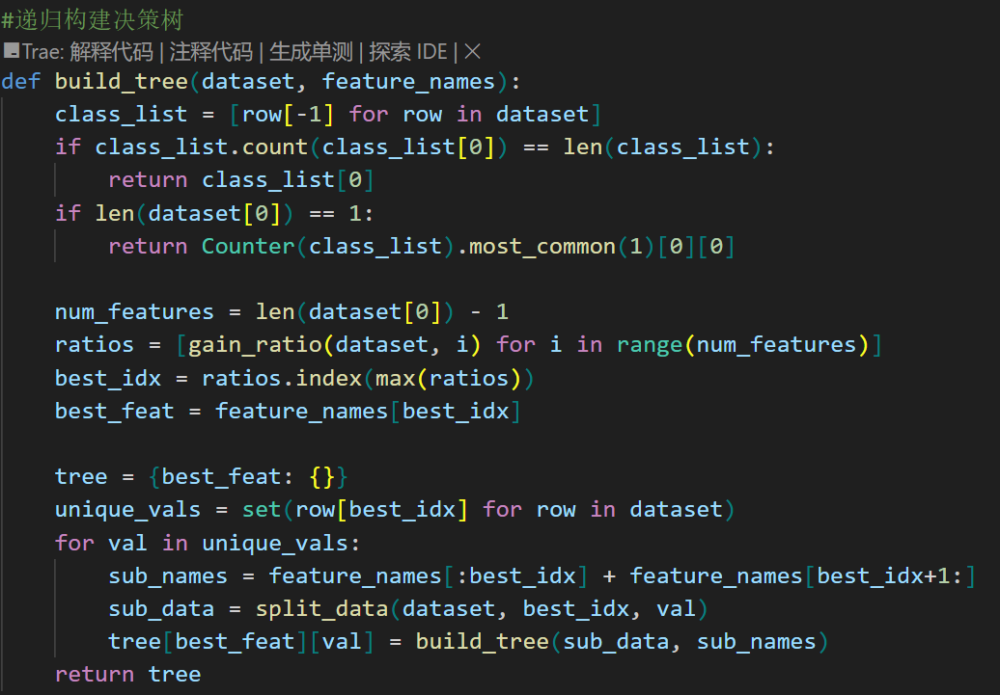 #递归构建决策树
Trae: 解释代码 | 注释代码 | 生成单测 | 探索 IDE | ×
def build_tree(dataset, feature_names):
    class_list = [row[-1] for row in dataset]
    if class_list.count(class_list[0]) == len(class_list):
        return class_list[0]
    if len(dataset[0]) == 1:
        return Counter(class_list).most_common(1)[0][0]

    num_features = len(dataset[0]) - 1
    ratios = [gain_ratio(dataset, i) for i in range(num_features)]
    best_idx = ratios.index(max(ratios))
    best_feat = feature_names[best_idx]

    tree = {best_feat: {}}
    unique_vals = set(row[best_idx] for row in dataset)
    for val in unique_vals:
        sub_names = feature_names[:best_idx] + feature_names[best_idx+1:]
        sub_data = split_data(dataset, best_idx, val)
        tree[best_feat][val] = build_tree(sub_data, sub_names)
    return tree